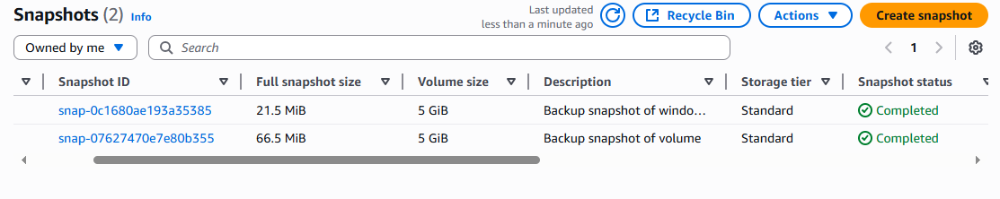 Snapshots (2) Info
Last updated
less than a minute ago
Recycle Bin
Actions
Create snapshot
Owned by me
Search
1
Snapshot ID Full snapshot size Volume size Description Storage tier Snapshot status
snap-0c1680ae193a35385 21.5 MiB 5 GiB Backup snapshot of windo... Standard Completed
snap-07627470e7e80b355 66.5 MiB 5 GiB Backup snapshot of volume Standard Completed